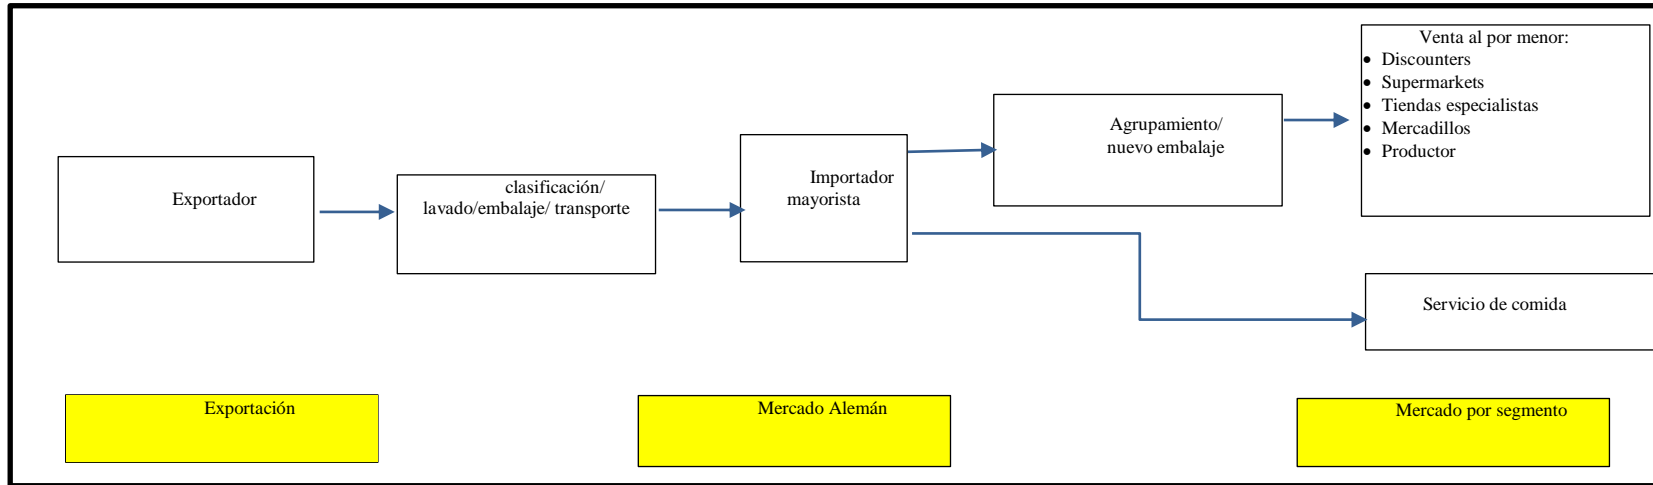 Exportador
clasificación/
lavado/embalaje/ transporte
Importador
mayorista
Agrupamiento/
nuevo embalaje
Venta al por menor:
• Discounters
• Supermarkets
• Tiendas especialistas
• Mercadillos
• Productor
Servicio de comida
Exportación
Mercado Alemán
Mercado por segmento